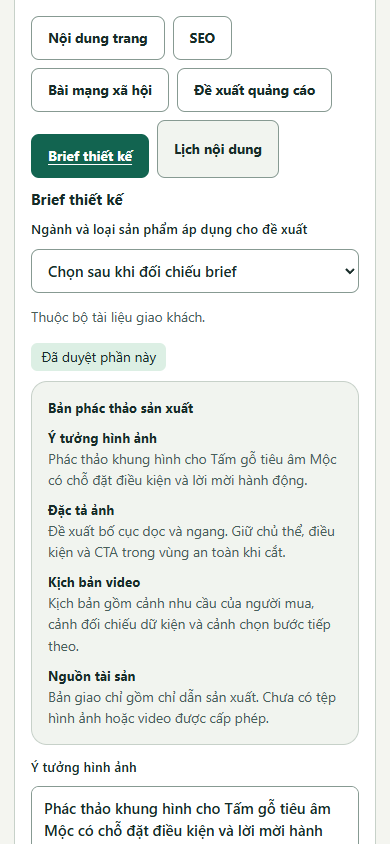 Nội dung trang
SEO
Bài mạng xã hội
Đề xuất quảng cáo
Brief thiết kế
Lịch nội dung
Brief thiết kế
Ngành và loại sản phẩm áp dụng cho đề xuất
Chọn sau khi đối chiếu brief
Thuộc bộ tài liệu giao khách.
Đã duyệt phần này
Bản phác thảo sản xuất
Ý tưởng hình ảnh
Phác thảo khung hình cho Tấm gỗ tiêu âm Mộc
có chỗ đặt điều kiện và lời mời hành động.
Đặc tả ảnh
Đề xuất bố cục dọc và ngang. Giữ chủ thể, điều
kiện và CTA trong vùng an toàn khi cắt.
Kịch bản video
Kịch bản gồm cảnh nhu cầu của người mua,
cảnh đối chiếu dữ kiện và cảnh chọn bước tiếp
theo.
Nguồn tài sản
Bản giao chỉ gồm chỉ dẫn sản xuất. Chưa có tệp
hình ảnh hoặc video được cấp phép.
Ý tưởng hình ảnh
Phác thảo khung hình cho Tấm gỗ tiêu âm
Mộc có chỗ đặt điều kiện và lời mời hành